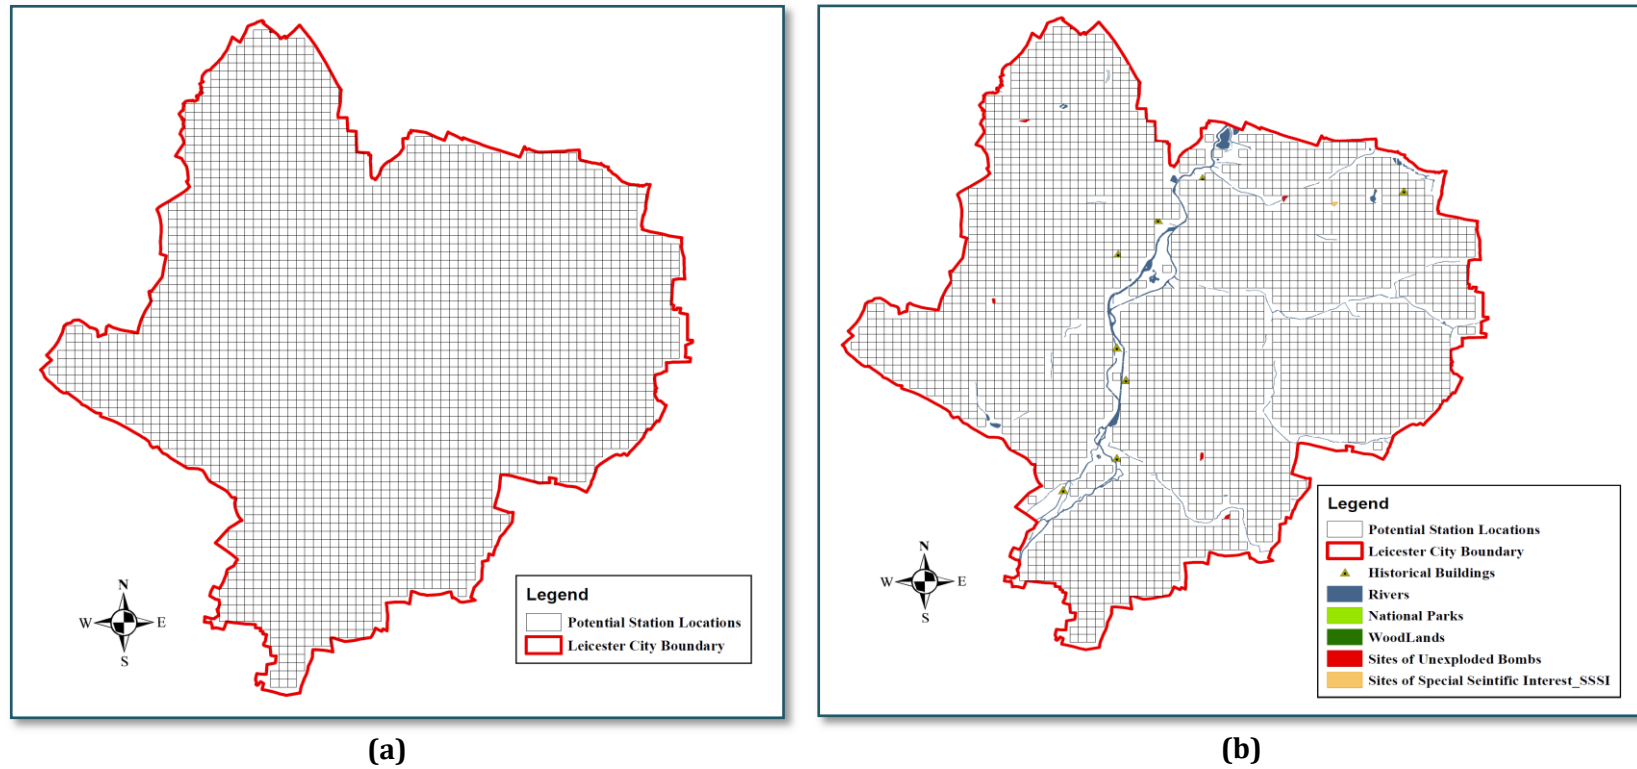 N
W E
S
Legend
Potential Station Locations
Leicester City Boundary
(a)
N
W E
S
Legend
Potential Station Locations
Leicester City Boundary
Historical Buildings
Rivers
National Parks
WoodLands
Sites of Unexploded Bombs
Sites of Special Seintific Interest_SSSI
(b)